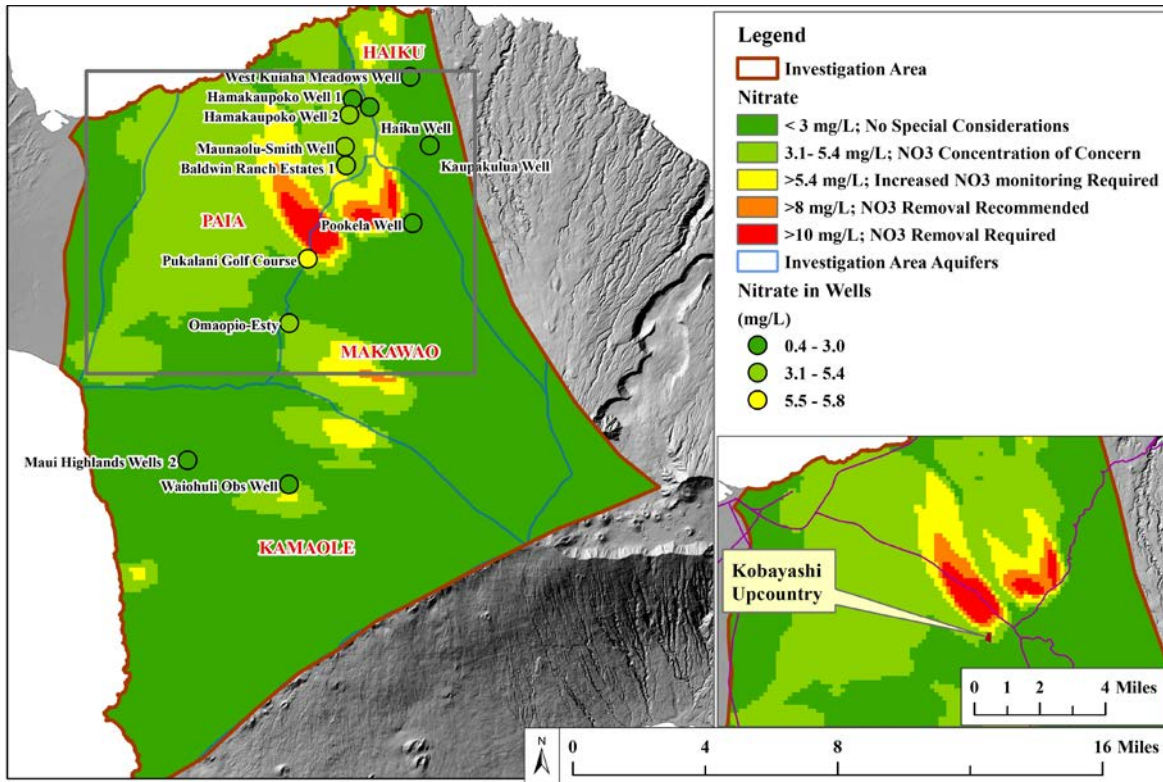 HAIKU
West Kuiaha Meadows Well
Hamakaupoko Well 1
Hamakaupoko Well 2
Haiku Well
Maunaolu-Smith Well
Baldwin Ranch Estates 1
Kaupakulua Well
PAIA
Pookela Well
Pukalani Golf Course
Omaopio-Esty
MAKAWAO
Maui Highlands Wells 2
Waiohuli Obs Well
KAMAOLE
Legend
Investigation Area
Nitrate
< 3 mg/L; No Special Considerations
3.1- 5.4 mg/L; NO3 Concentration of Concern
>5.4 mg/L; Increased NO3 monitoring Required
>8 mg/L; NO3 Removal Recommended
>10 mg/L; NO3 Removal Required
Investigation Area Aquifers
Nitrate in Wells
(mg/L)
0.4 - 3.0
3.1 - 5.4
5.5 - 5.8
Kobayashi
Upcountry
0 1 2 4 Miles
N
0 4 8 16 Miles